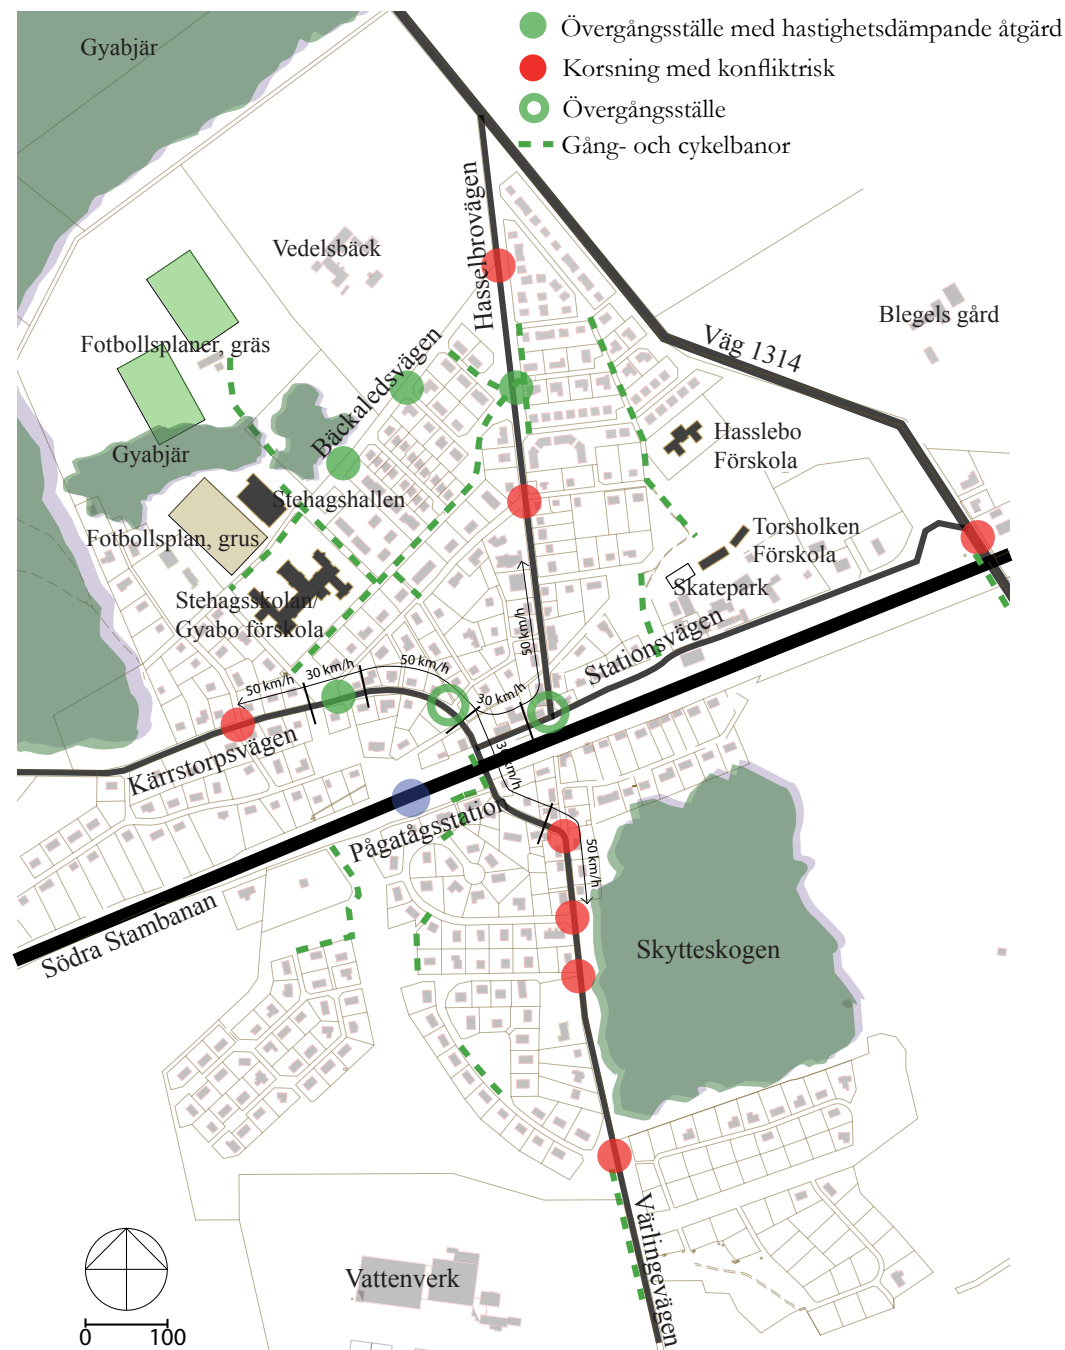 Gyabjär
Övergångsställe med hastighetsdämpande åtgärd
Korsning med konfliktrisk
Övergångsställe
Gång- och cykelbanor
Hasselbrovägen
Vedelsbäck
Blegels gård
Fotbollsplaner, gräs
Väg 1314
Bäckaledsvägen
Gyabjär
Hasslebo
Förskola
Stehagshallen
Fotbollsplan, grus
Torsholken
Förskola
Skatepark
Stehagsskolan/
Gyabo förskola
50 km/h
Stationsvägen
50 km/h
30 km/h
50 km/h
30 km/h
30 km/h
Kärrstorpsvägen
Pågatågsstation
50 km/h
Södra Stambanan
Skytteskogen
Värlingevägen
Vattenverk
0 100